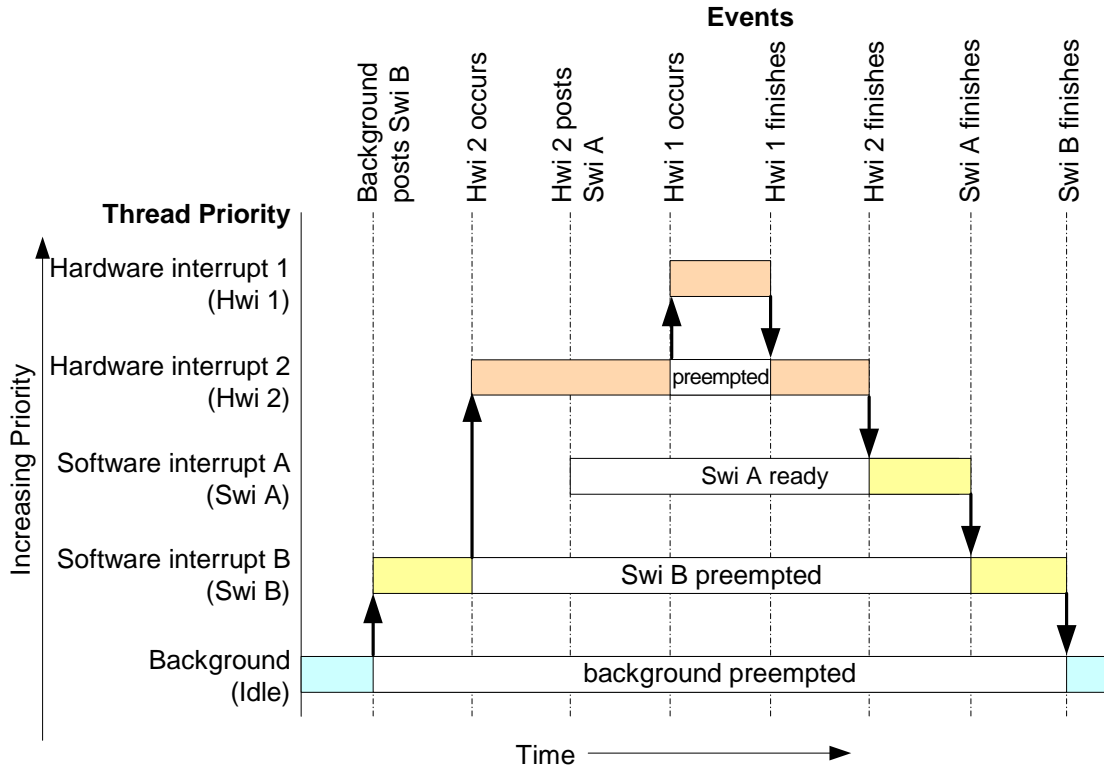 Events
Background
posts Swi B
Hwi 2 occurs
Hwi 2 posts
Swi A
Hwi 1 occurs
Hwi 1 finishes
Hwi 2 finishes
Swi A finishes
Swi B finishes
Thread Priority
Increasing Priority
Hardware interrupt 1
(Hwi 1)
Hardware interrupt 2
(Hwi 2)
preempted
Software interrupt A
(Swi A)
Swi A ready
Software interrupt B
(Swi B)
Swi B preempted
Background
(Idle)
background preempted
Time